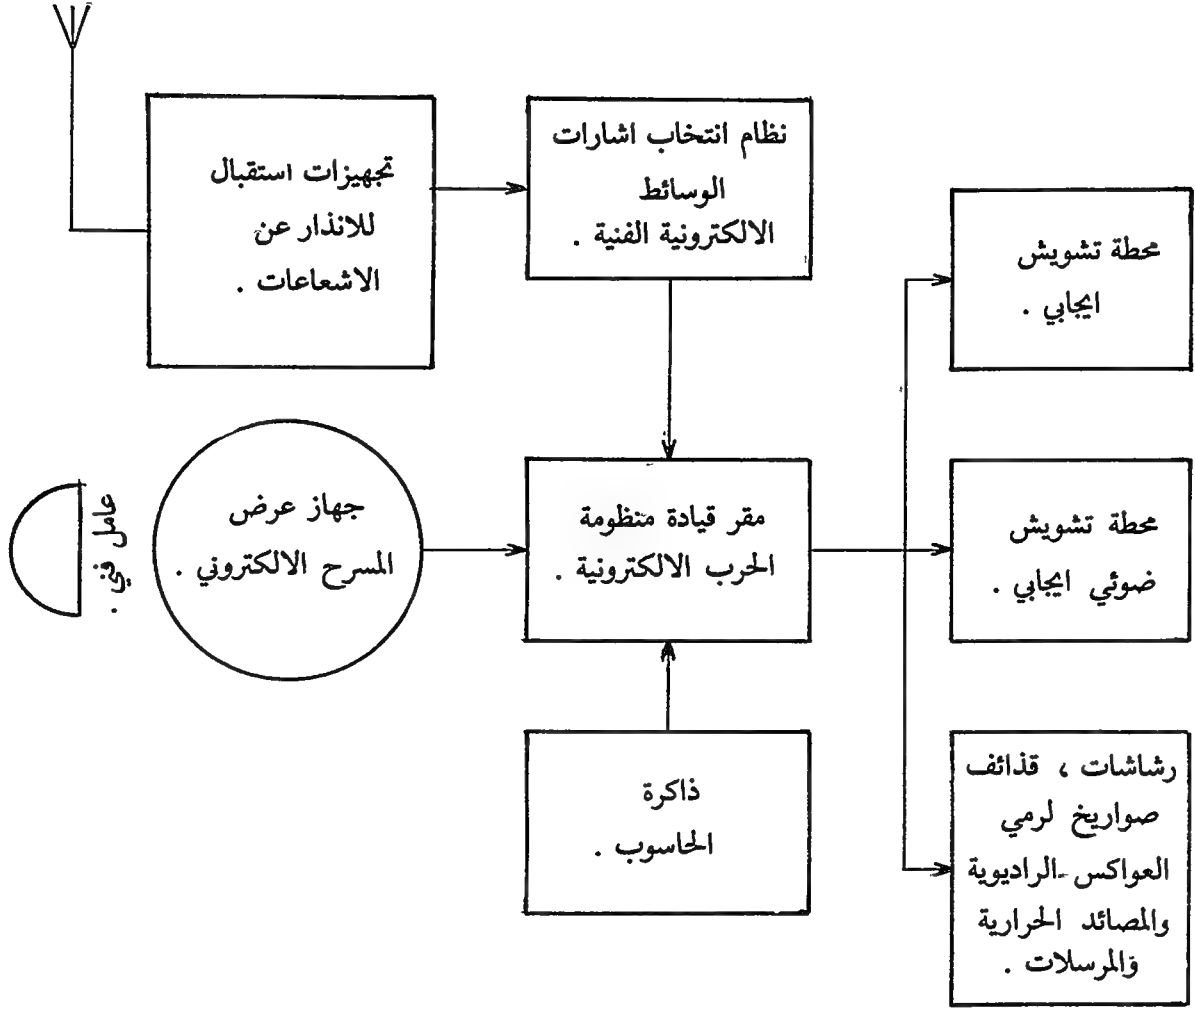 تجهيزات استقبال
للانذار عن
الاشعاعات .
نظام انتخاب اشارات
الوسائط
الالكترونية الفنية .
محطة تشويش
ايجابي .
عامل فني .
جهاز عرض
المسرح الالكتروني .
مقر قيادة منظومة
الحرب الالكترونية .
محطة تشويش
ضوئي ايجابي .
ذاكرة
الحاسوب .
رشاشات ، قذائف
صواريخ لرمي
العواكس - الراديوية
والمصائد الحرارية
والمرسلات .